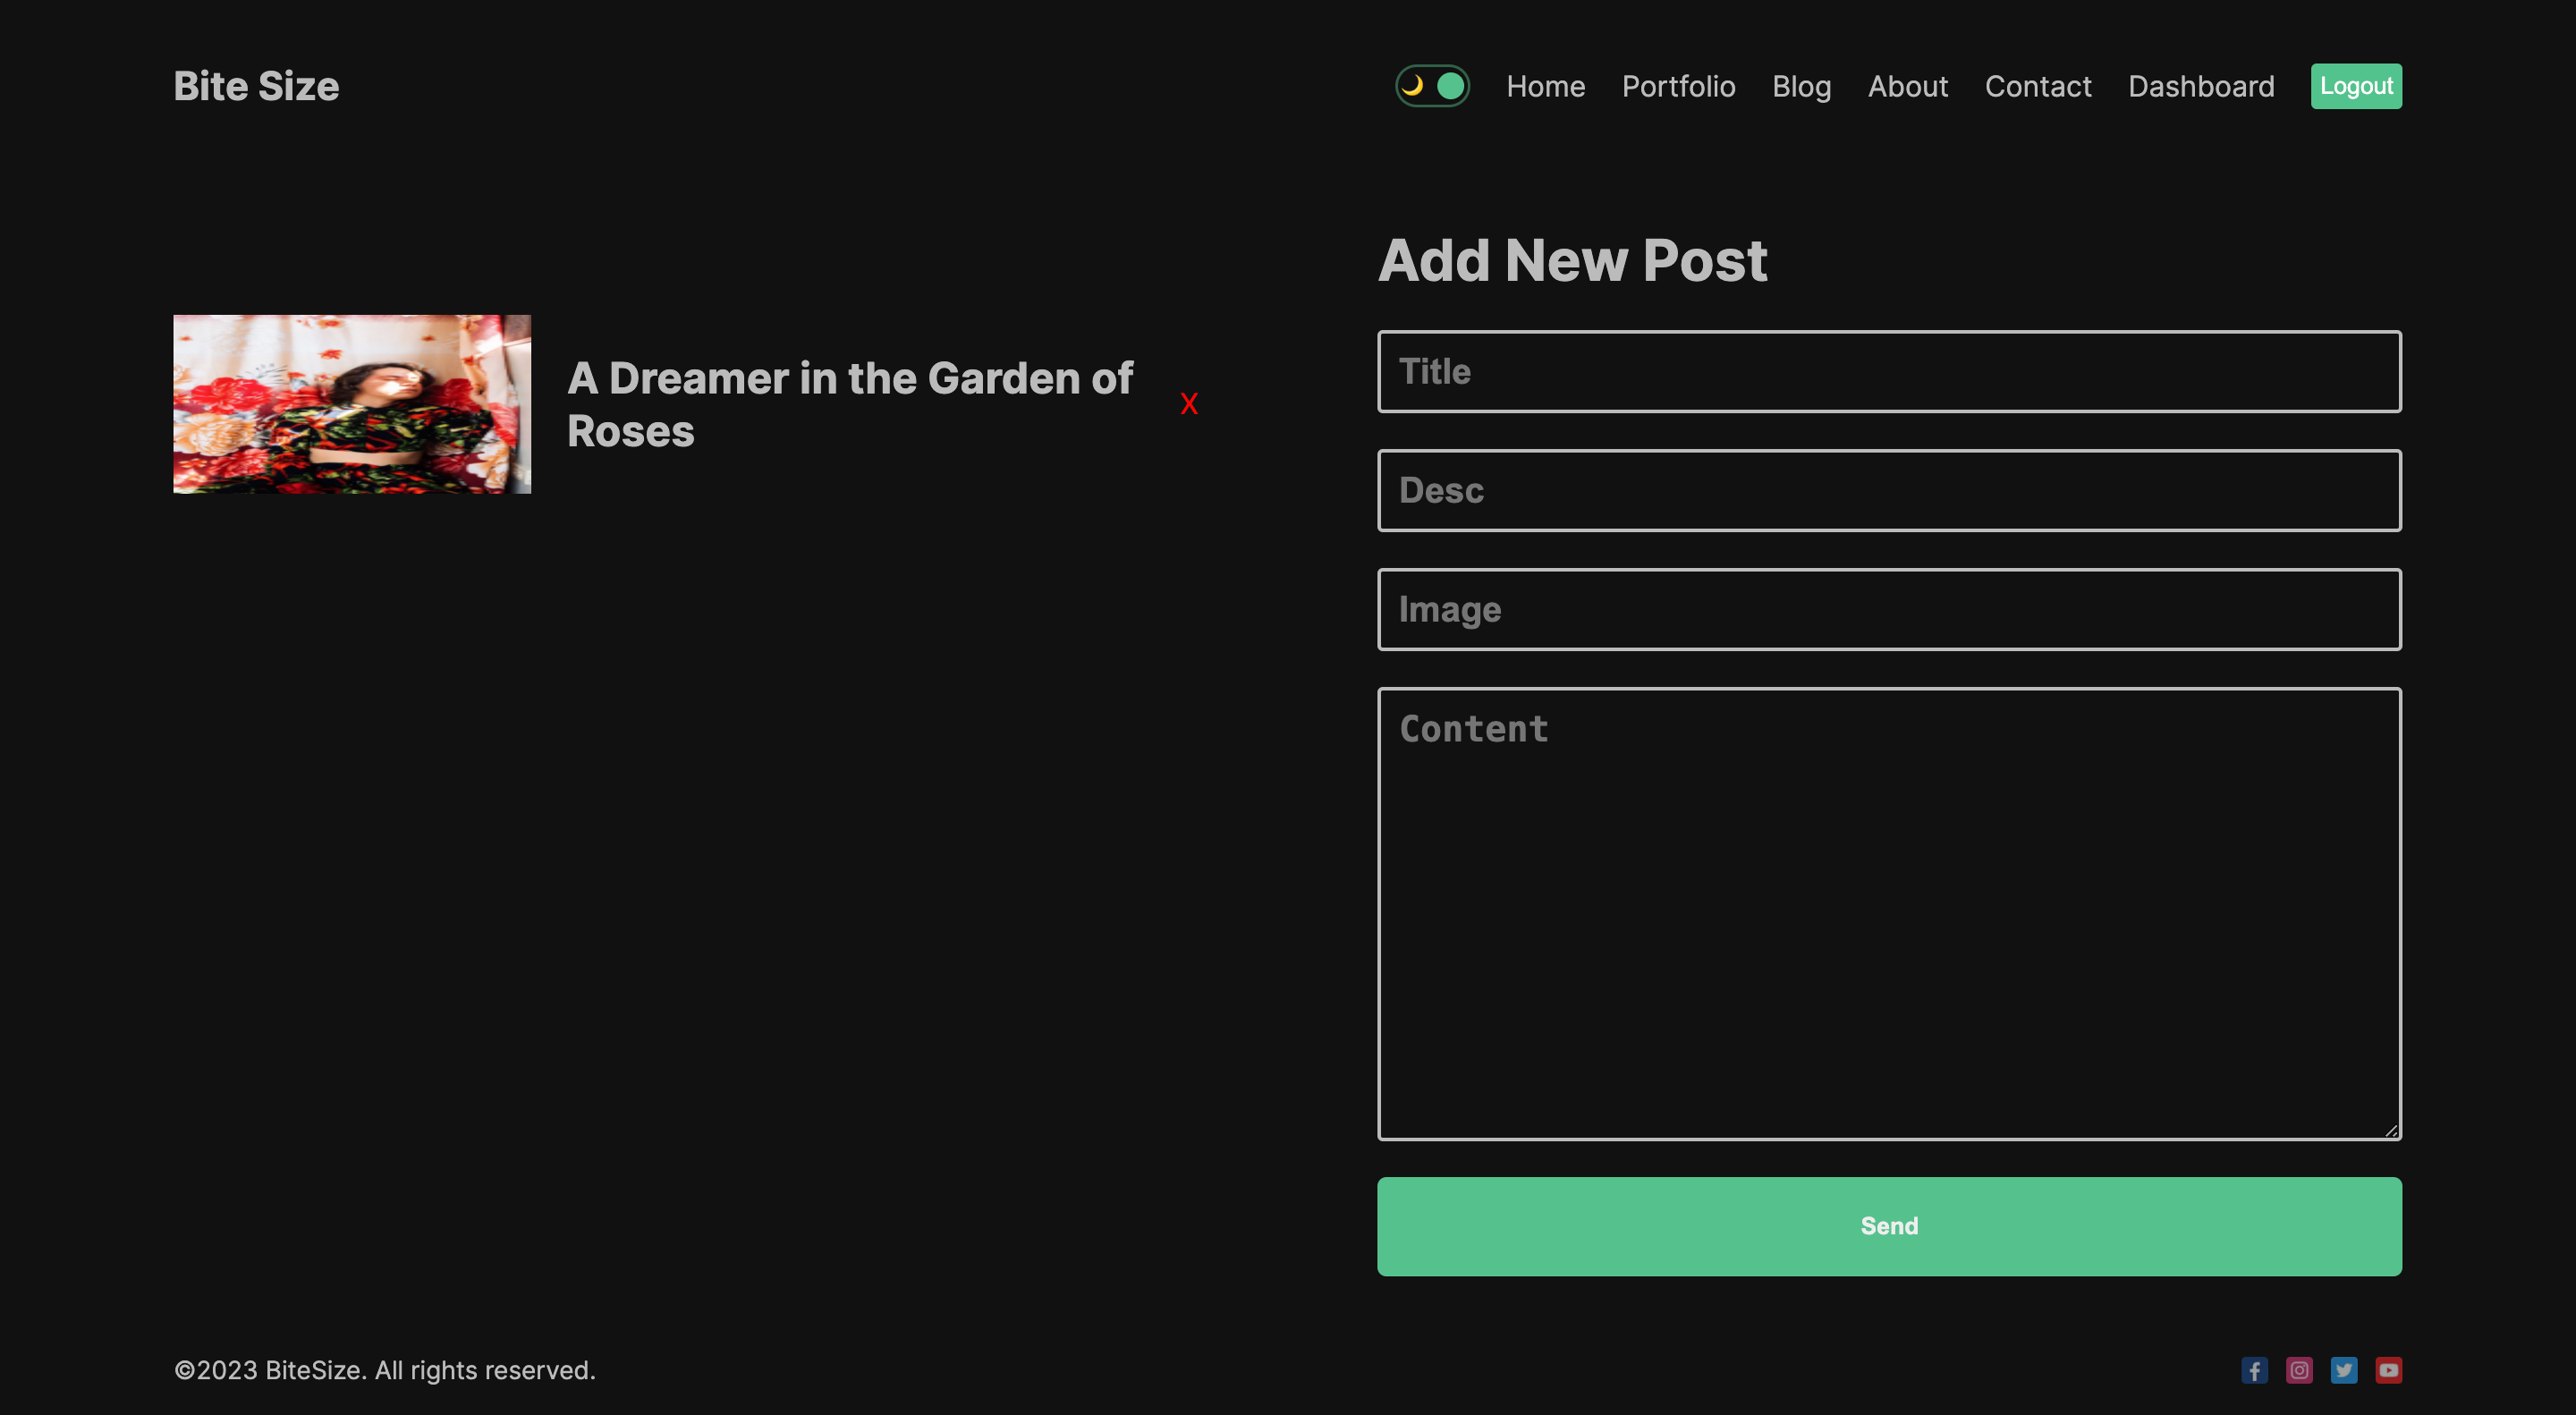 Bite Size
Home Portfolio Blog About Contact Dashboard Logout
A Dreamer in the Garden of
Roses
X
Add New Post
Title
Desc
Image
Content
Send
©2023 BiteSize. All rights reserved.